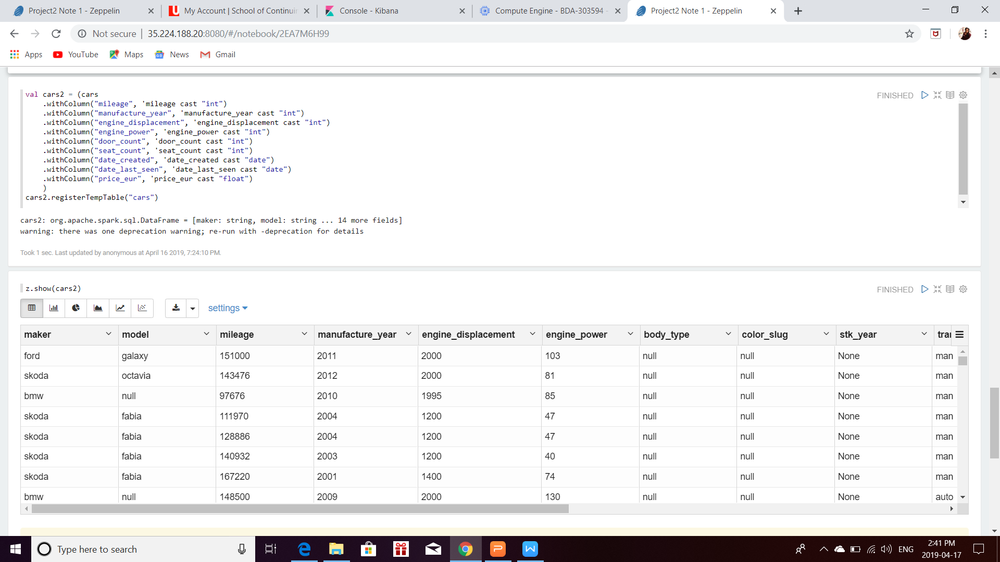 Project2 Note 1 - Zeppelin
My Account | School of Continuin
Console - Kibana
Compute Engine - BDA-303594 -
Project2 Note 1 - Zeppelin
Not secure | 35.224.188.20:8080/#/notebook/2EA7M6H99
Apps YouTube Maps News Gmail
val cars2 = (cars
.withColumn("mileage", 'mileage cast "int")
.withColumn("manufacture_year", 'manufacture_year cast "int")
.withColumn("engine_displacement", 'engine_displacement cast "int")
.withColumn("engine_power", 'engine_power cast "int")
.withColumn("door_count", 'door_count cast "int")
.withColumn("seat_count", 'seat_count cast "int")
.withColumn("date_created", 'date_created cast "date")
.withColumn("date_last_seen", 'date_last_seen cast "date")
.withColumn("price_eur", 'price_eur cast "float")
)
cars2.registerTempTable("cars")
FINISHED
cars2: org.apache.spark.sql.DataFrame = [maker: string, model: string ... 14 more fields]
warning: there was one deprecation warning; re-run with -deprecation for details
Took 1 sec. Last updated by anonymous at April 16 2019, 7:24:10 PM.
z.show(cars2)
FINISHED
settings
maker model mileage manufacture_year engine_displacement engine_power body_type color_slug stk_year tra
ford galaxy 151000 2011 2000 103 null null None man
skoda octavia 143476 2012 2000 81 null null None man
bmw null 97676 2010 1995 85 null null None man
skoda fabia 111970 2004 1200 47 null null None man
skoda fabia 128886 2004 1200 47 null null None man
skoda fabia 140932 2003 1200 40 null null None man
skoda fabia 167220 2001 1400 74 null null None man
bmw null 148500 2009 2000 130 null null None auto
Type here to search
ENG
2:41 PM
2019-04-17